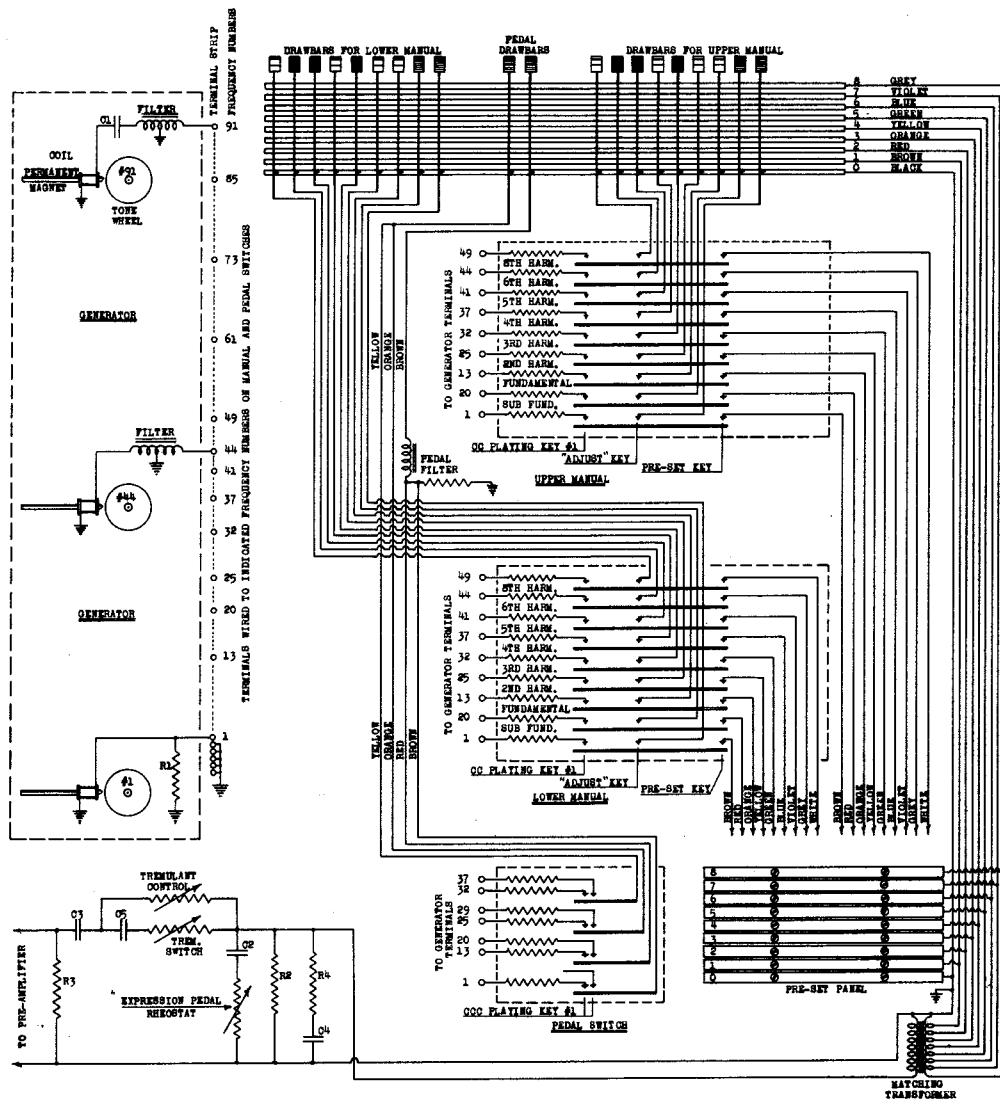 TERMINAL STRIP
FREQUENCY NUMBERS
DRAWBARS FOR LOWER MANUAL
PEDAL
DRAWBARS
DRAWBARS FOR UPPER MANUAL
8 GREY
7 VIOLET
6 BLUE
5 GREEN
4 YELLOW
3 ORANGE
2 RED
1 BROWN
0 BLACK
FILTER
C1
91
COIL
PERMANENT
MAGNET
#91
TONE
WHEEL
85
73
GENERATOR
61
49
FILTER
44
41
#44
37
32
25
GENERATOR
20
13
1
R1
#1
TERMINALS WIRED TO INDICATED FREQUENCY NUMBERS ON MANUAL AND PEDAL SWITCHES
YELLOW
ORANGE
BROWN
PEDAL
FILTER
TO GENERATOR TERMINALS
49
8TH HARM.
44
6TH HARM.
41
5TH HARM.
37
4TH HARM.
32
3RD HARM.
25
2ND HARM.
13
FUNDAMENTAL
20
SUB FUND.
1
CC PLAYING KEY #1
"ADJUST" KEY
PRE-SET KEY
UPPER MANUAL
TO GENERATOR TERMINALS
49
8TH HARM.
44
6TH HARM.
41
5TH HARM.
37
4TH HARM.
32
3RD HARM.
25
2ND HARM.
13
FUNDAMENTAL
20
SUB FUND.
1
CC PLAYING KEY #1
"ADJUST" KEY
PRE-SET KEY
LOWER MANUAL
YELLOW
ORANGE
RED
BROWN
BROWN
RED
ORANGE
YELLOW
GREEN
BLUE
VIOLET
GREY
WHITE
BROWN
RED
ORANGE
YELLOW
GREEN
BLUE
VIOLET
GREY
WHITE
TREMULANT
CONTROL
C3
C5
TREM.
SWITCH
C2
R3
R2
R4
"EXPRESSION PEDAL
RHEOSTAT
C4
TO PRE-AMPLIFIER
TO GENERATOR
TERMINALS
37
32
29
25
20
13
1
CCC PLAYING KEY #1
PEDAL SWITCH
8
7
6
5
4
3
2
1
0
PRE-SET PANEL
MATCHING
TRANSFORMER